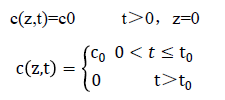 c(z,t)=c0 t>0，z=0
c(z,t) = {c₀ 0 < t ≤ t₀
0 t>t₀